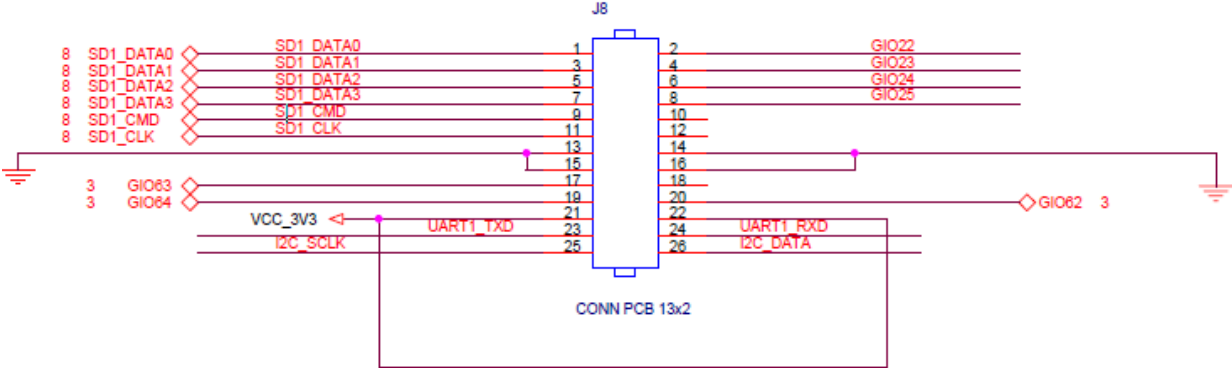 J8
8 SD1_DATA0 SD1_DATA0 1 2 GIO22
8 SD1_DATA1 SD1_DATA1 3 4 GIO23
8 SD1_DATA2 SD1_DATA2 5 6 GIO24
8 SD1_DATA3 SD1_DATA3 7 8 GIO25
8 SD1_CMD SD1_CMD 9 10
8 SD1_CLK SD1_CLK 11 12
13 14
15 16
3 GIO63 17 18
3 GIO64 19 20 GIO62 3
VCC_3V3 21 22
UART1_TXD 23 24 UART1_RXD
I2C_SCLK 25 26 I2C_DATA
CONN PCB 13x2